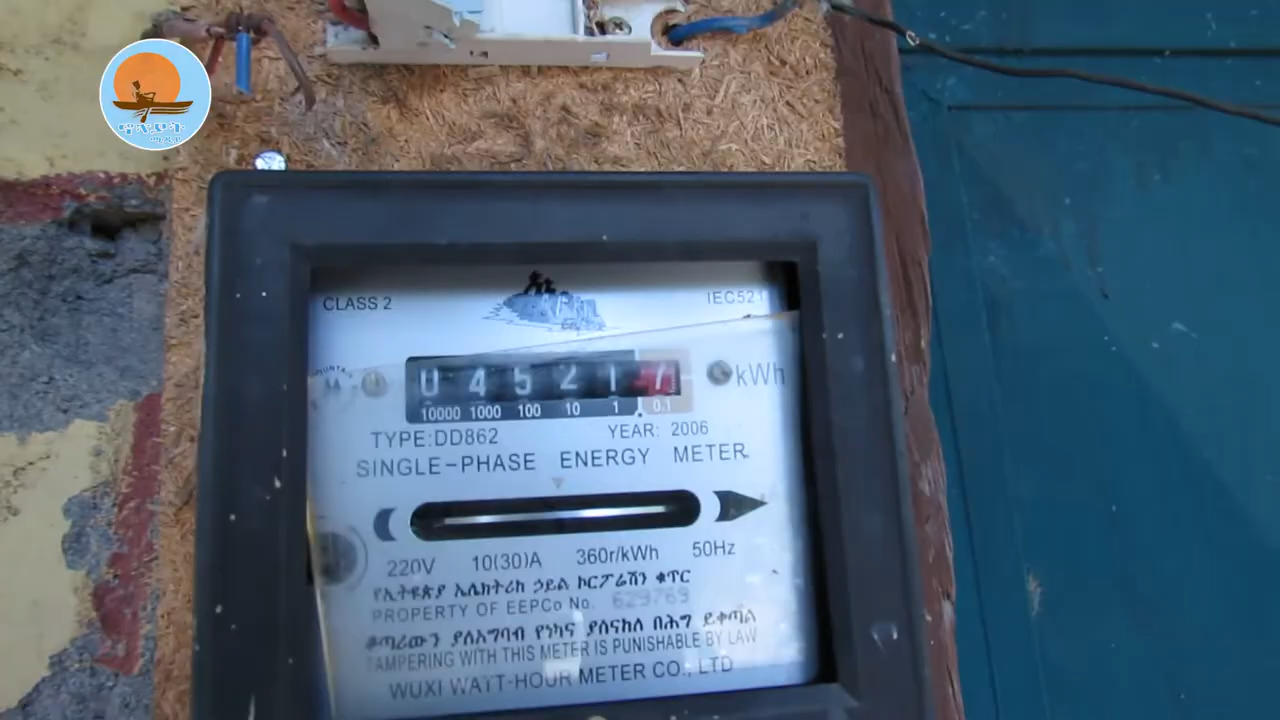 CLASS 2
IEC521
0 4 5 2 1 7
kWh
10000 1000 100 10 1 0.1
TYPE:DD862
YEAR: 2006
SINGLE-PHASE ENERGY METER
220V 10(30)A 360r/kWh 50Hz
የኢትዩጵያ ኤሌክትሪክ ኃይል ኮርፖሬሽን ቁጥር
PROPERTY OF EEPCo No. 629769
ቆጣሪውን ያለአግባብ የነካና ያሰናከለ በሕግ ይቀጣል
TAMPERING WITH THIS METER IS PUNISHABLE BY LAW
WUXI WATT-HOUR METER CO., LTD